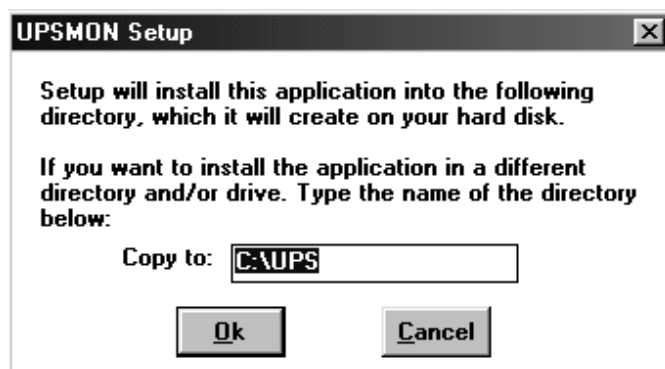 UPSMON Setup
Setup will install this application into the following
directory, which it will create on your hard disk.
If you want to install the application in a different
directory and/or drive. Type the name of the directory
below:
Copy to: C:\UPS
Ok Cancel